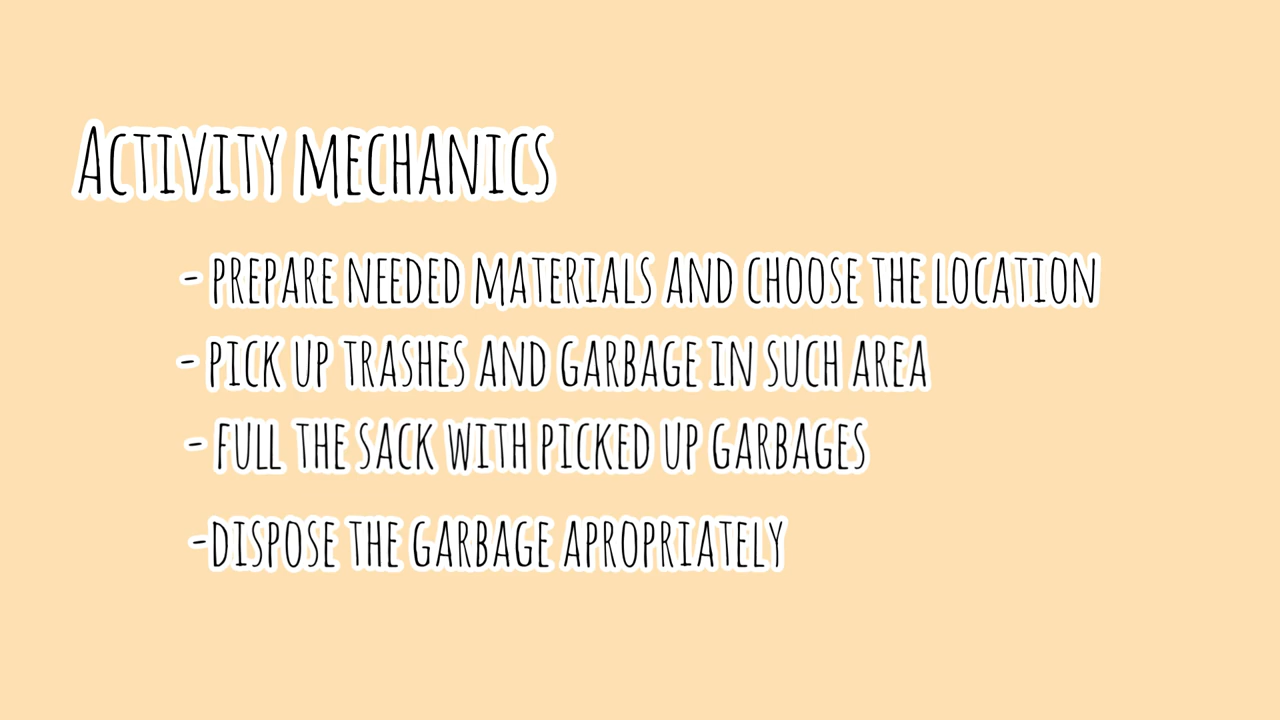 Activity mechanics
- prepare needed materials and choose the location
- pick up trashes and garbage in such area
- full the sack with picked up garbages
-dispose the garbage apropriately